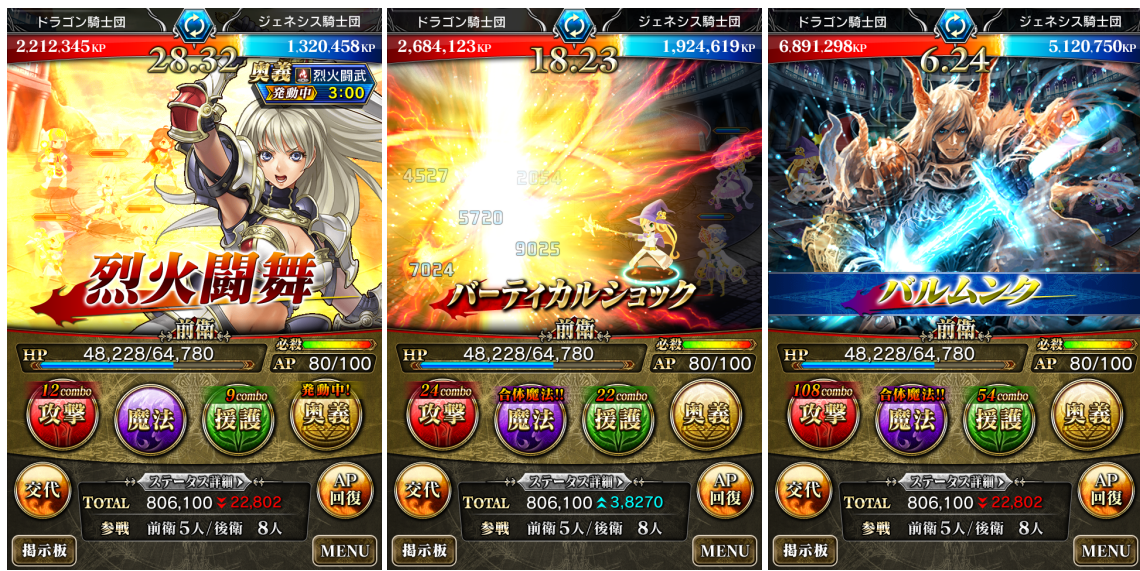 ドラゴン騎士団
ジェネシス騎士団
2,212,345KP
1,320,458KP
28.32
奥義 烈火闘武
発動中 3:00
烈火闘舞
前衛
HP 48,228/64,780
必殺
AP 80/100
12combo
攻撃
魔法
9combo
援護
発動中!
奥義
交代
ステータス詳細
TOTAL 806,100 22,802
参戦 前衛5人/後衛 8人
AP
回復
掲示板
MENU
ドラゴン騎士団
ジェネシス騎士団
2,684,123KP
1,924,619KP
18.23
4527
2054
5720
9025
7024
バーティカルショック
前衛
HP 48,228/64,780
必殺
AP 80/100
24combo
攻撃
合体魔法!!
魔法
22combo
援護
奥義
交代
ステータス詳細
TOTAL 806,100 3,8270
参戦 前衛5人/後衛 8人
AP
回復
掲示板
MENU
ドラゴン騎士団
ジェネシス騎士団
6,891,298KP
5,120,750KP
6.24
バルムンク
前衛
HP 48,228/64,780
必殺
AP 80/100
108combo
攻撃
合体魔法!!
魔法
54combo
援護
奥義
交代
ステータス詳細
TOTAL 806,100 22,802
参戦 前衛5人/後衛 8人
AP
回復
掲示板
MENU